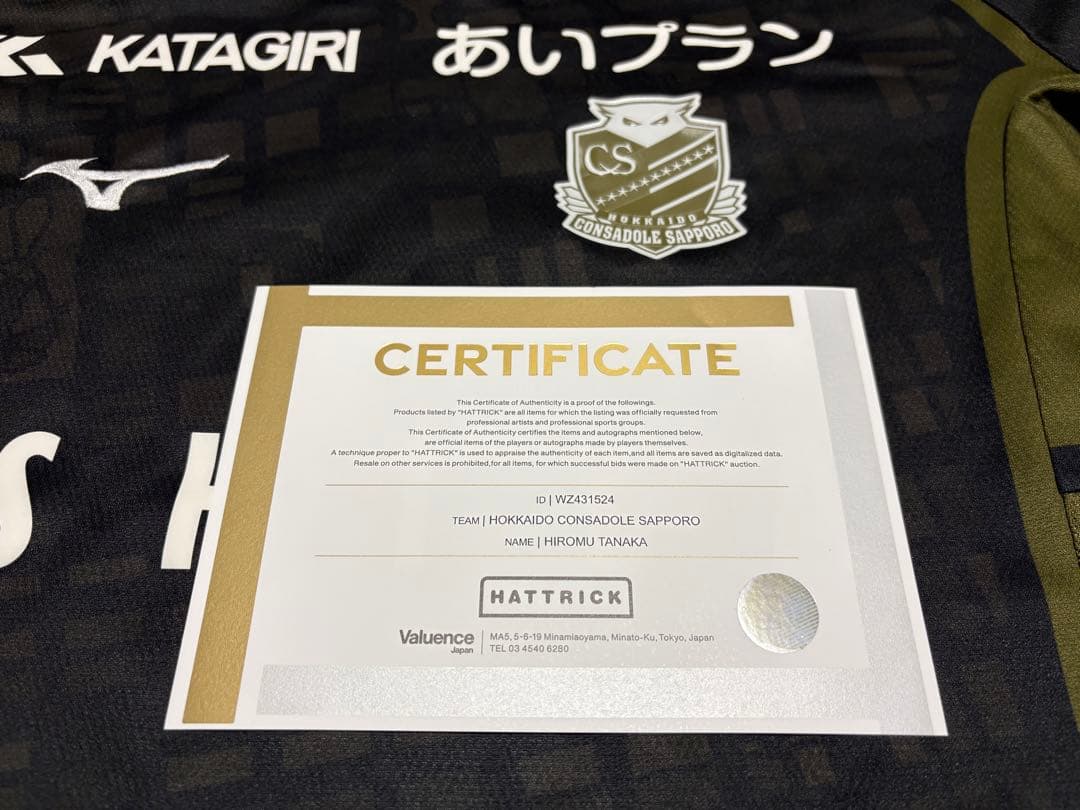 KATAGIRI あいプラン
CS
HOKKAIDO
CONSADOLE SAPPORO
CERTIFICATE
This Certificate of Authenticity is a proof of the followings.
Products listed by "HATTRICK" are all items for which the listing was officially requested from
professional artists and professional sports groups.
This Certificate of Authenticity certifies the items and autographs mentioned below,
are official items of the players or autographs made by players themselves.
A technique proper to "HATTRICK" is used to appraise the authenticity of each item,and all items are saved as digitalized data.
Resale on other services is prohibited,for all items, for which successful bids were made on "HATTRICK" auction.
ID | WZ431524
TEAM | HOKKAIDO CONSADOLE SAPPORO
NAME | HIROMU TANAKA
HATTRICK
Valuence
Japan
MA5, 5-6-19 Minamiaoyama, Minato-Ku, Tokyo, Japan
TEL 03 4540 6280
S